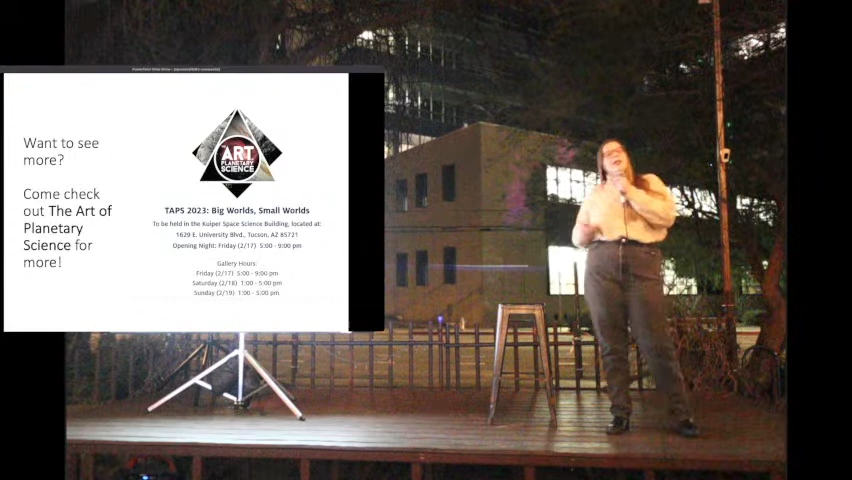 Want to see
more?
Come check
out The Art of
Planetary
Science for
more!
ART
PLANETARY
SCIENCE
TAPS 2023: Big Worlds, Small Worlds
To be held in the Kuiper Space Science Building, located at:
1629 E. University Blvd., Tucson, AZ 85721
Opening Night: Friday (2/17) 5:00 - 9:00 pm
Gallery Hours:
Friday (2/17) 5:00 - 9:00 pm
Saturday (2/18) 1:00 - 5:00 pm
Sunday (2/19) 1:00 - 5:00 pm